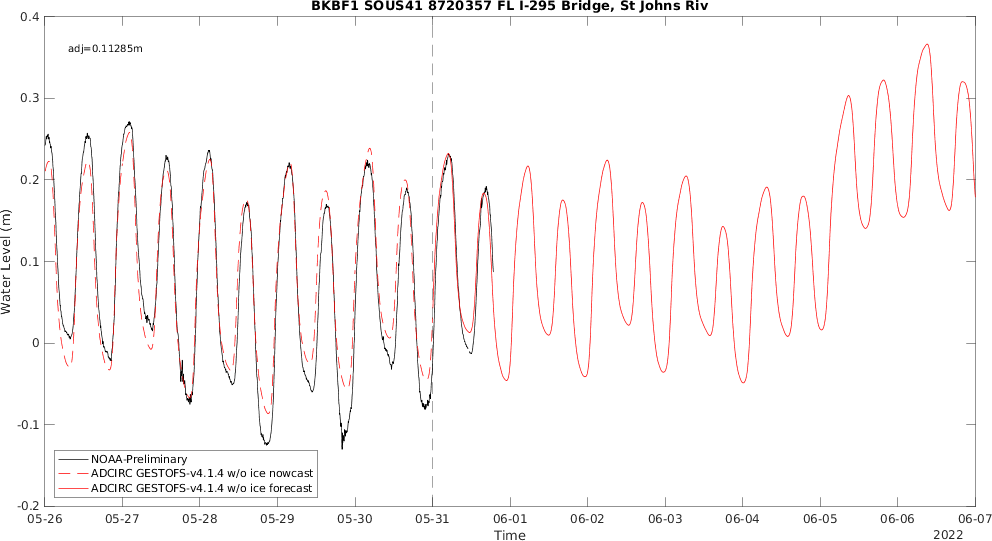 BKBF1 SOUS41 8720357 FL I-295 Bridge, St Johns Riv
adj=0.11285m
0.4
0.3
0.2
0.1
0
-0.1
-0.2
Water Level (m)
NOAA-Preliminary
ADCIRC GESTOFS-v4.1.4 w/o ice nowcast
ADCIRC GESTOFS-v4.1.4 w/o ice forecast
05-26 05-27 05-28 05-29 05-30 05-31 06-01 06-02 06-03 06-04 06-05 06-06 06-07
Time
2022